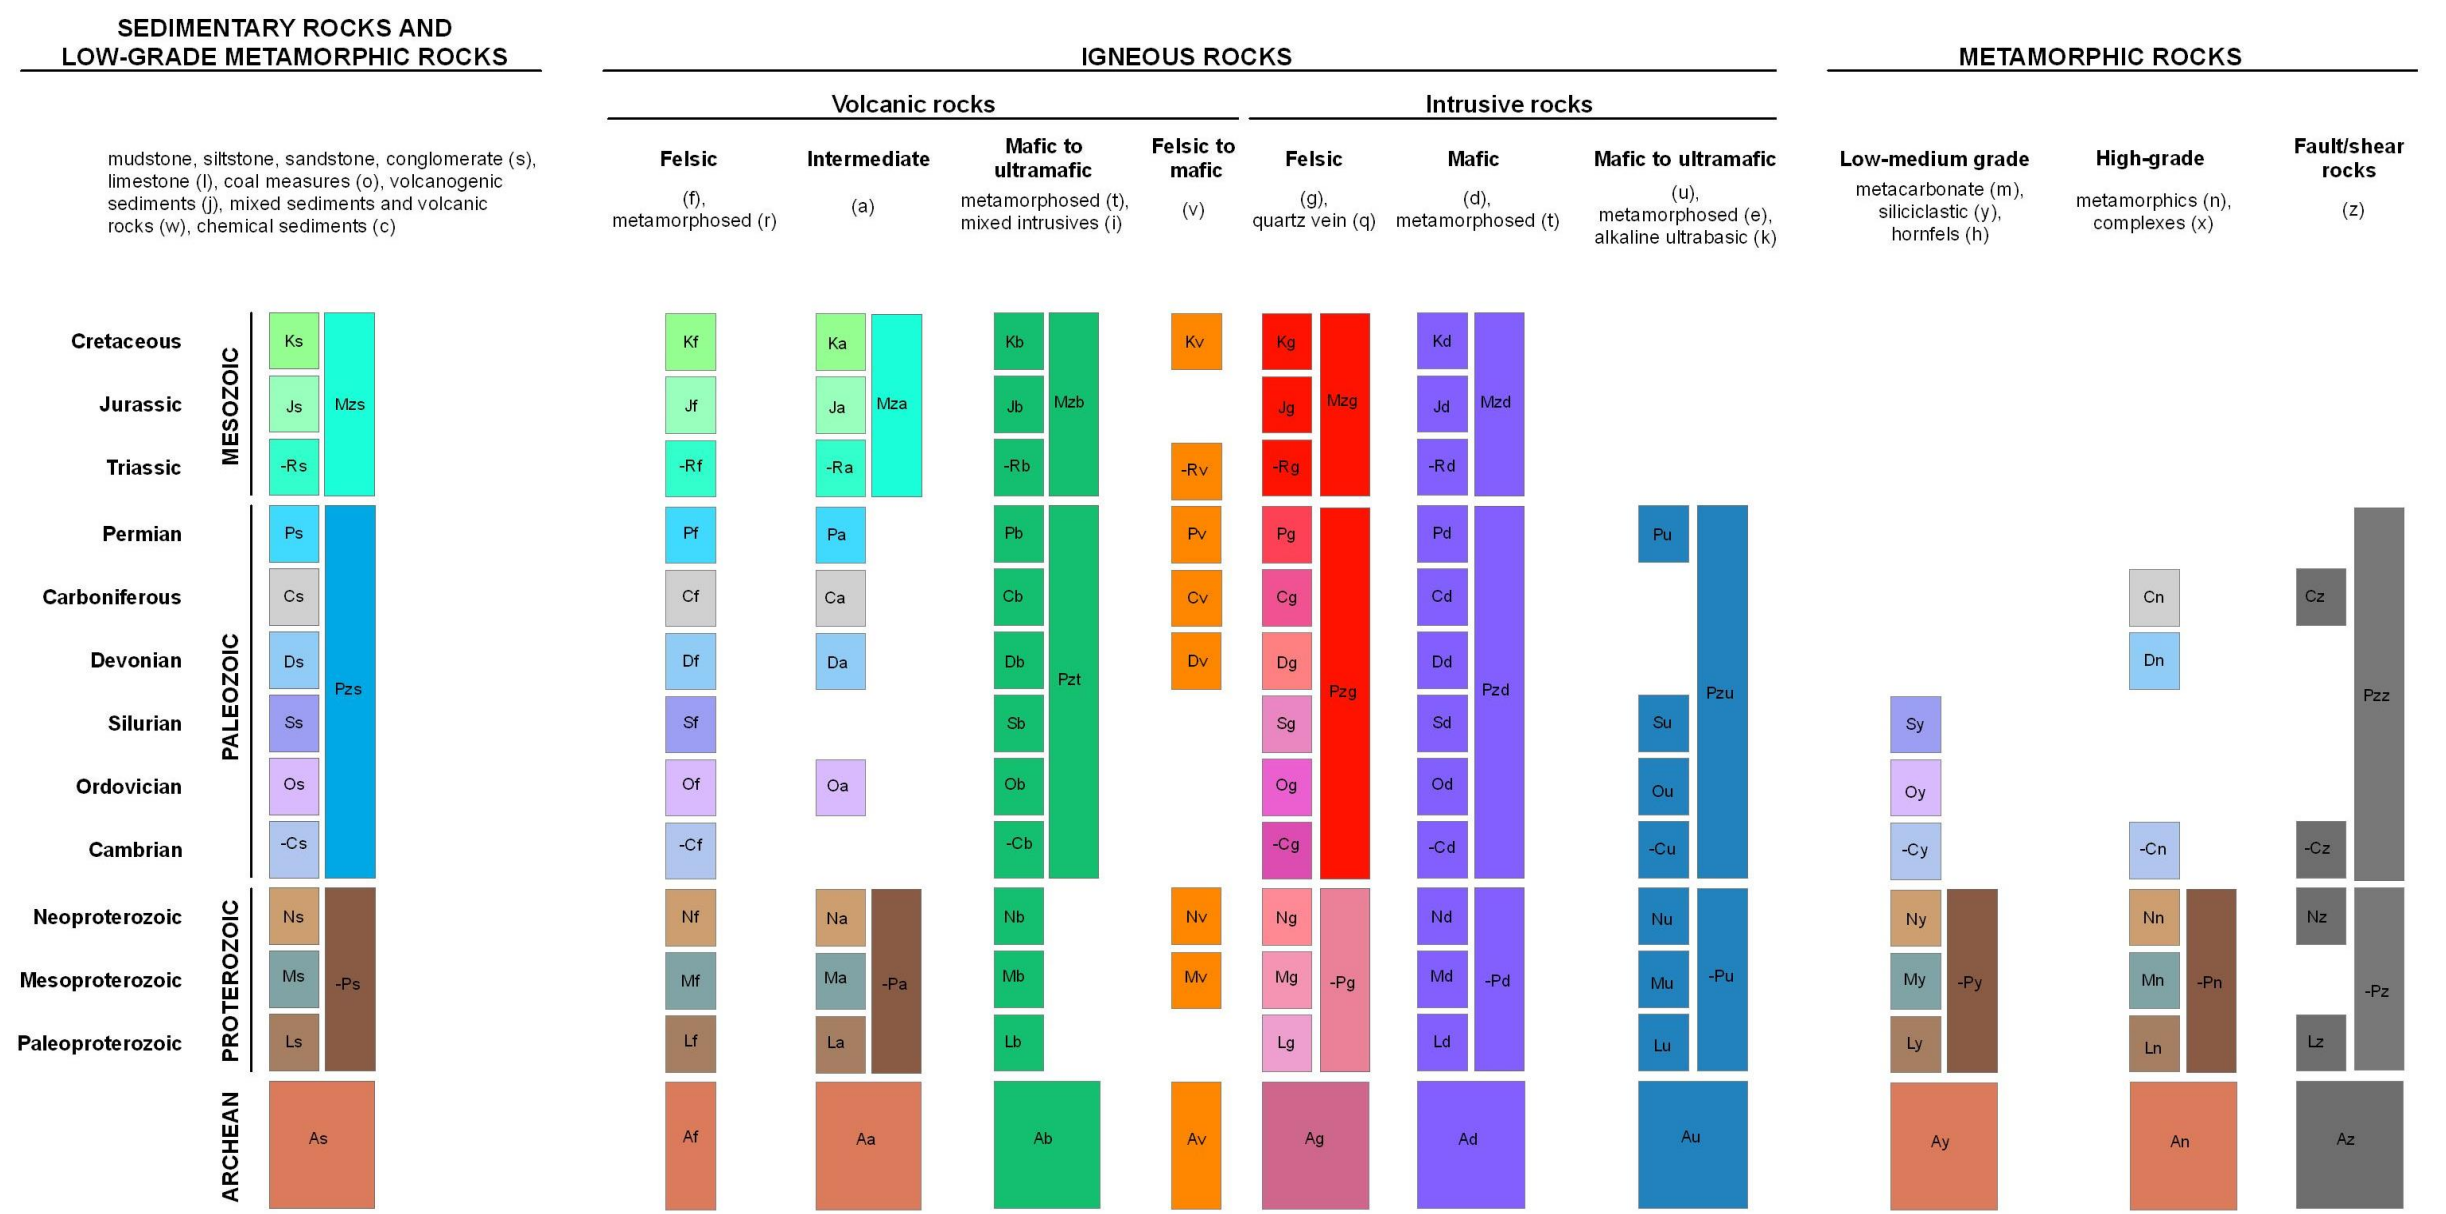 SEDIMENTARY ROCKS AND
LOW-GRADE METAMORPHIC ROCKS
IGNEOUS ROCKS
METAMORPHIC ROCKS
Volcanic rocks
Intrusive rocks
mudstone, siltstone, sandstone, conglomerate (s),
limestone (l), coal measures (o), volcanogenic
sediments (j), mixed sediments and volcanic
rocks (w), chemical sediments (c)
Felsic
(f),
metamorphosed (r)
Intermediate
(a)
Mafic to
ultramafic
metamorphosed (t),
mixed intrusives (i)
Felsic to
mafic
(v)
Felsic
(g),
quartz vein (q)
Mafic
(d),
metamorphosed (t)
Mafic to ultramafic
(u),
metamorphosed (e),
alkaline ultrabasic (k)
Low-medium grade
metacarbonate (m),
siliciclastic (y),
hornfels (h)
High-grade
metamorphics (n),
complexes (x)
Fault/shear
rocks
(z)
MESOZOIC
Cretaceous Ks Kf Ka Kb Kv Kg Kd
Jurassic Js Mzs Jf Ja Mza Jb Mzb Jg Mzg Jd Mzd
Triassic -Rs -Rf -Ra -Rb -Rv -Rg -Rd
PALEOZOIC
Permian Ps Pf Pa Pb Pv Pg Pd Pu
Carboniferous Cs Cf Ca Cb Cv Cg Cd Cn Cz
Devonian Ds Df Da Db Dv Dg Dd Dn
Pzs Pzt Pzg Pzd Pzu Pzz
Silurian Ss Sf Sb Sg Sd Su Sy
Ordovician Os Of Oa Ob Og Od Ou Oy
Cambrian -Cs -Cf -Cb -Cg -Cd -Cu -Cy -Cn -Cz
PROTEROZOIC
Neoproterozoic Ns Nf Na Nb Nv Ng Nd Nu Ny Nn Nz
Mesoproterozoic Ms -Ps Mf Ma -Pa Mb Mv Mg -Pg Md -Pd Mu -Pu My -Py Mn -Pn -Pz
Paleoproterozoic Ls Lf La Lb Lg Ld Lu Ly Ln Lz
ARCHEAN
As Af Aa Ab Av Ag Ad Au Ay An Az